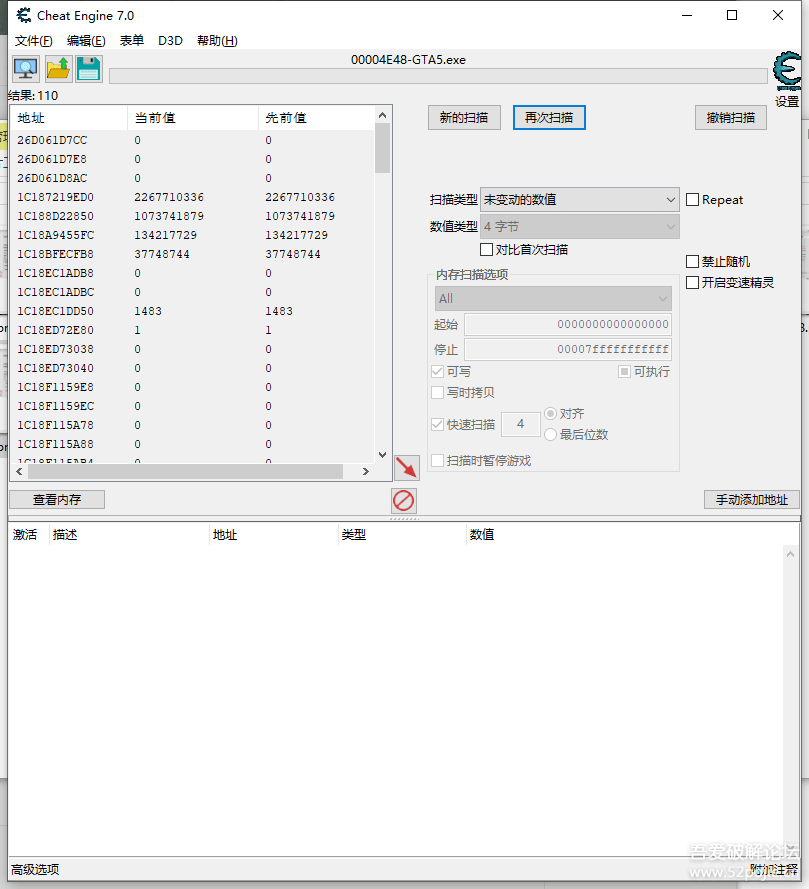 Cheat Engine 7.0
文件(F) 编辑(E) 表单 D3D 帮助(H)
00004E48-GTA5.exe
设置
结果:110
地址 当前值 先前值
26D061D7CC 0 0
26D061D7E8 0 0
26D061D8AC 0 0
1C187219ED0 2267710336 2267710336
1C188D22850 1073741879 1073741879
1C18A9455FC 134217729 134217729
1C18BFECFB8 37748744 37748744
1C18EC1ADB8 0 0
1C18EC1ADBC 0 0
1C18EC1DD50 1483 1483
1C18ED72E80 1 1
1C18ED73038 0 0
1C18ED73040 0 0
1C18F1159E8 0 0
1C18F1159EC 0 0
1C18F115A78 0 0
1C18F115A88 0 0
新的扫描 再次扫描 撤销扫描
扫描类型 未变动的数值 Repeat
数值类型 4 字节
对比首次扫描
禁止随机
开启变速精灵
内存扫描选项
All
起始 0000000000000000
停止 00007fffffffffff
可写 可执行
写时拷贝
快速扫描 4 对齐
最后位数
扫描时暂停游戏
查看内存 手动添加地址
激活 描述 地址 类型 数值
高级选项 附加注释
吾爱破解论坛
www.52pojie.cn